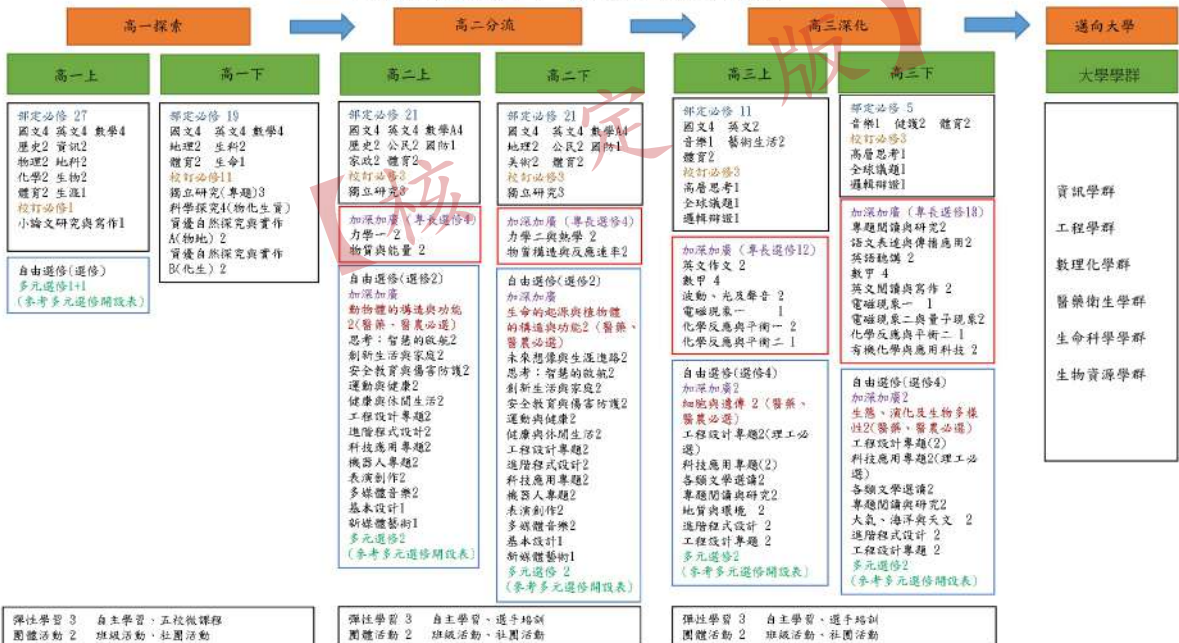 高一探索
高二分流
高三深化
邁向大學
高一上
高一下
高二上
高二下
高三上
高三下
大學學群
部定必修 27
國文4 英文4 數學4
歷史2 資訊2
物理2 地科2
化學2 生物2
體育2 生涯1
校訂必修1
小論文研究與寫作1
自由選修(選修)
多元選修1+1
(參考多元選修開設表)
部定必修 19
國文4 英文4 數學4
地理2 生科2
體育2 生命1
校訂必修11
獨立研究(專題)3
科學探究4(物化生資)
資優自然探究與實作
A(物地) 2
資優自然探究與實作
B(化生) 2
部定必修 21
國文4 英文4 數學A4
歷史2 公民2 國防1
家政2 體育2
校訂必修3
獨立研究3
加深加廣 (專長選修4)
力學一 2
物質與能量 2
自由選修(選修2)
加深加廣
動物體的構造與功能
2(醫藥、醫農必選)
思考：智慧的啟航2
創新生活與家庭2
安全教育與傷害防護2
運動與健康2
健康與休閒生活2
工程設計專題2
進階程式設計2
科技應用專題2
機器人專題2
表演創作2
多媒體音樂2
基本設計1
新媒體藝術1
多元選修2
(參考多元選修開設表)
部定必修 21
國文4 英文4 數學A4
地理2 公民2 國防1
美術2 體育2
校訂必修3
獨立研究3
加深加廣 (專長選修4)
力學二與熱學 2
物質構造與反應速率2
自由選修(選修2)
加深加廣
生命的起源與植物體
的構造與功能2 (醫藥、
醫農必選)
未來想像與生涯進路2
思考：智慧的啟航2
創新生活與家庭2
安全教育與傷害防護2
運動與健康2
健康與休閒生活2
工程設計專題2
進階程式設計2
科技應用專題2
機器人專題2
表演創作2
多媒體音樂2
基本設計1
新媒體藝術1
多元選修 2
(參考多元選修開設表)
部定必修 11
國文4 英文2
音樂1 藝術生活2
體育2
校訂必修3
高層思考1
全球議題1
邏輯辯證1
加深加廣 (專長選修12)
英文作文 2
數甲 4
波動、光及聲音 2
電磁現象一 1
化學反應與平衡一 2
化學反應與平衡二 1
自由選修(選修4)
加深加廣2
細胞與遺傳 2 (醫藥、
醫農必選)
工程設計專題2(理工必
選)
科技應用專題(2)
各類文學選讀2
專題閱讀與研究2
地質與環境 2
進階程式設計 2
工程設計專題 2
多元選修2
(參考多元選修開設表)
部定必修 5
音樂1 健護2 體育2
校訂必修3
高層思考1
全球議題1
邏輯辯證1
加深加廣 (專長選修18)
專題閱讀與研究2
語文表達與傳播應用2
英語聽講 2
數甲 4
英文閱讀與寫作 2
電磁現象一 1
電磁現象二與量子現象2
化學反應與平衡二 1
有機化學與應用科技 2
自由選修(選修4)
加深加廣2
生態、演化及生物多樣
性2(醫藥、醫農必選)
工程設計專題(2)
科技應用專題2(理工必
選)
各類文學選讀2
專題閱讀與研究2
大氣、海洋與天文 2
進階程式設計 2
工程設計專題 2
多元選修2
(參考多元選修開設表)
資訊學群
工程學群
數理化學群
醫藥衛生學群
生命科學學群
生物資源學群
彈性學習 3 自主學習、五校微課程
團體活動 2 班級活動、社團活動
彈性學習 3 自主學習、選手培訓
團體活動 2 班級活動、社團活動
彈性學習 3 自主學習、選手培訓
團體活動 2 班級活動、社團活動
【核定版】